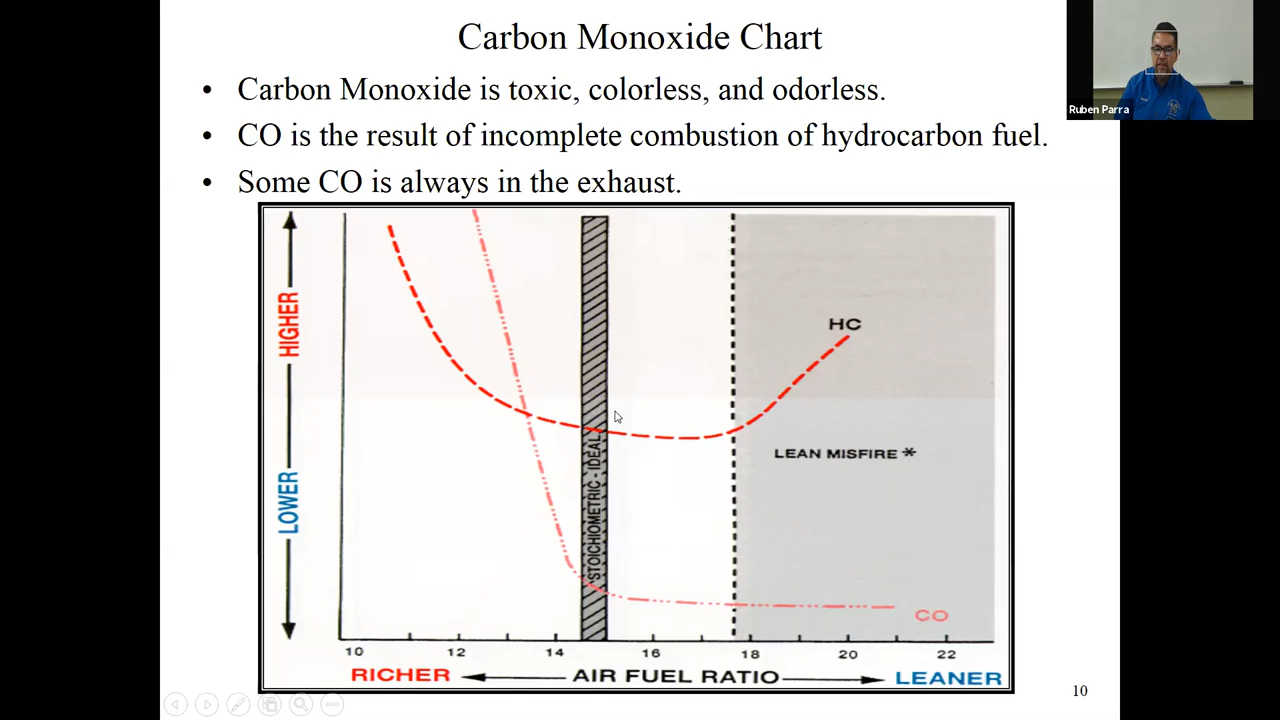 Carbon Monoxide Chart
• Carbon Monoxide is toxic, colorless, and odorless.
• CO is the result of incomplete combustion of hydrocarbon fuel.
• Some CO is always in the exhaust.
Ruben Parra
HIGHER
LOWER
STOICHIOMETRIC - IDEAL
HC
LEAN MISFIRE *
CO
10 12 14 16 18 20 22
RICHER AIR FUEL RATIO LEANER
10